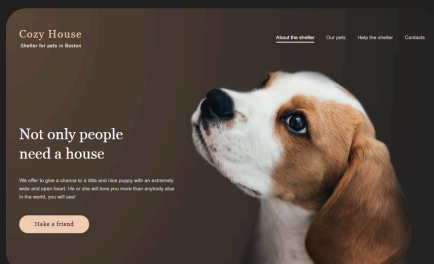 Cozy House
Shelter for pets in Boston
About the shelter
Our pets
Help the shelter
Contacts
Not only people
need a house
We offer to give a chance to a little and nice puppy with an extremely
wide and open heart. He or she will love you more than anybody else
in the world, you will see!
Make a friend